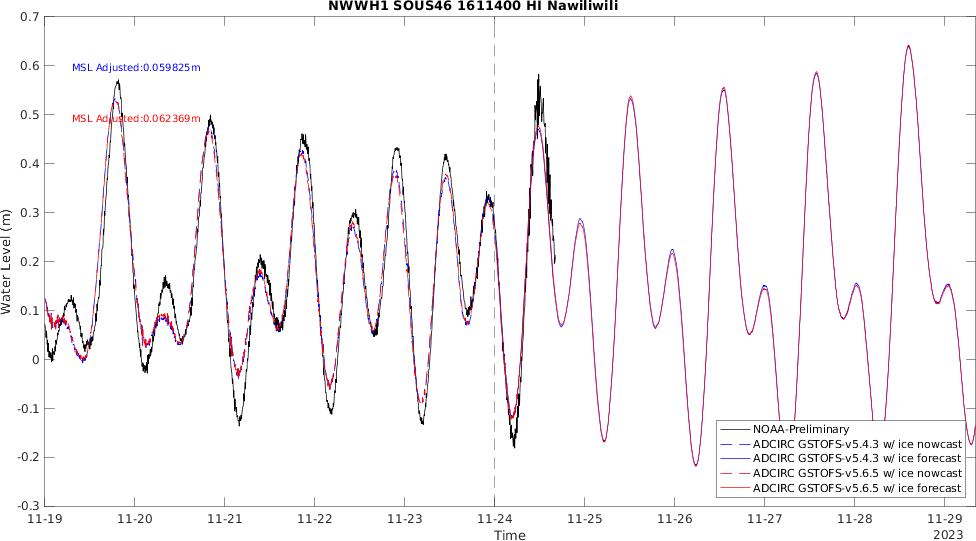 NWWH1 SOUS46 1611400 HI Nawiliwili
0.7
0.6
0.5
0.4
0.3
0.2
0.1
0
-0.1
-0.2
-0.3
Water Level (m)
MSL Adjusted:0.059825m
MSL Adjusted:0.062369m
NOAA-Preliminary
ADCIRC GSTOFS-v5.4.3 w/ ice nowcast
ADCIRC GSTOFS-v5.4.3 w/ ice forecast
ADCIRC GSTOFS-v5.6.5 w/ ice nowcast
ADCIRC GSTOFS-v5.6.5 w/ ice forecast
11-19 11-20 11-21 11-22 11-23 11-24 11-25 11-26 11-27 11-28 11-29
Time
2023